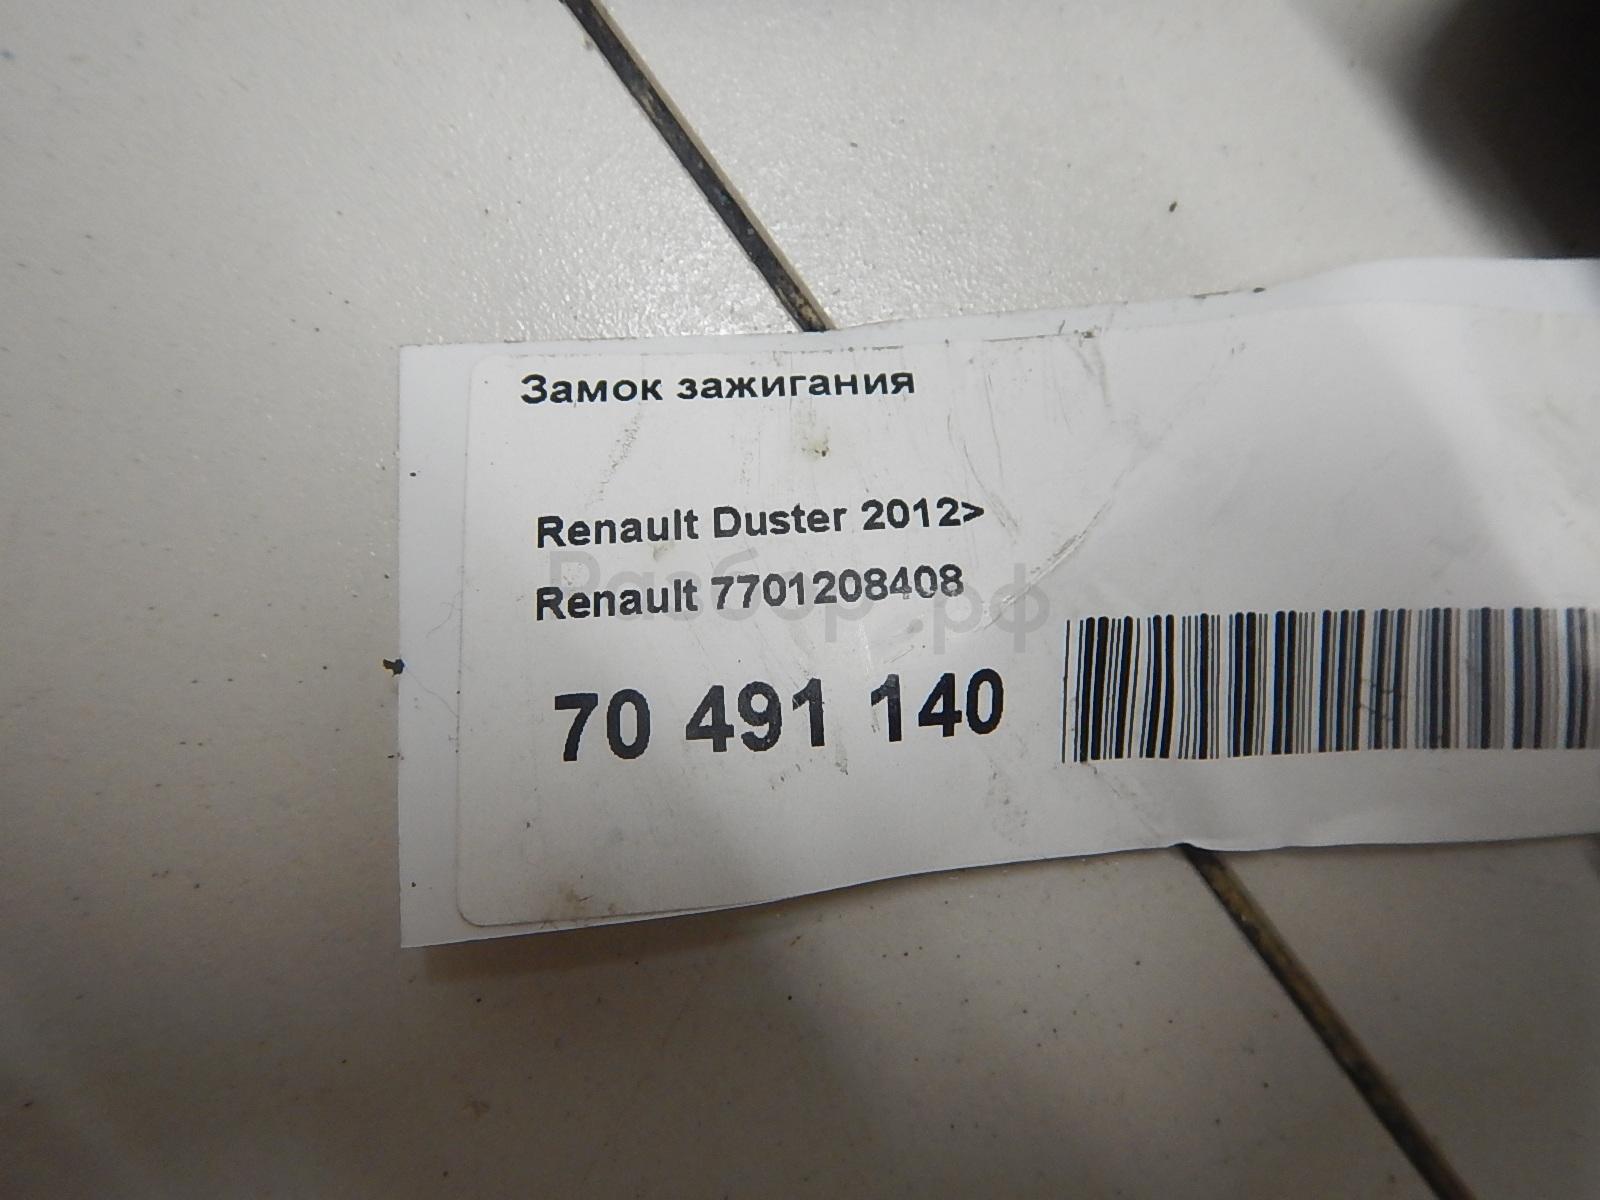 Замок зажигания
Renault Duster 2012>
Renault 7701208408
Разбор.рф
70 491 140